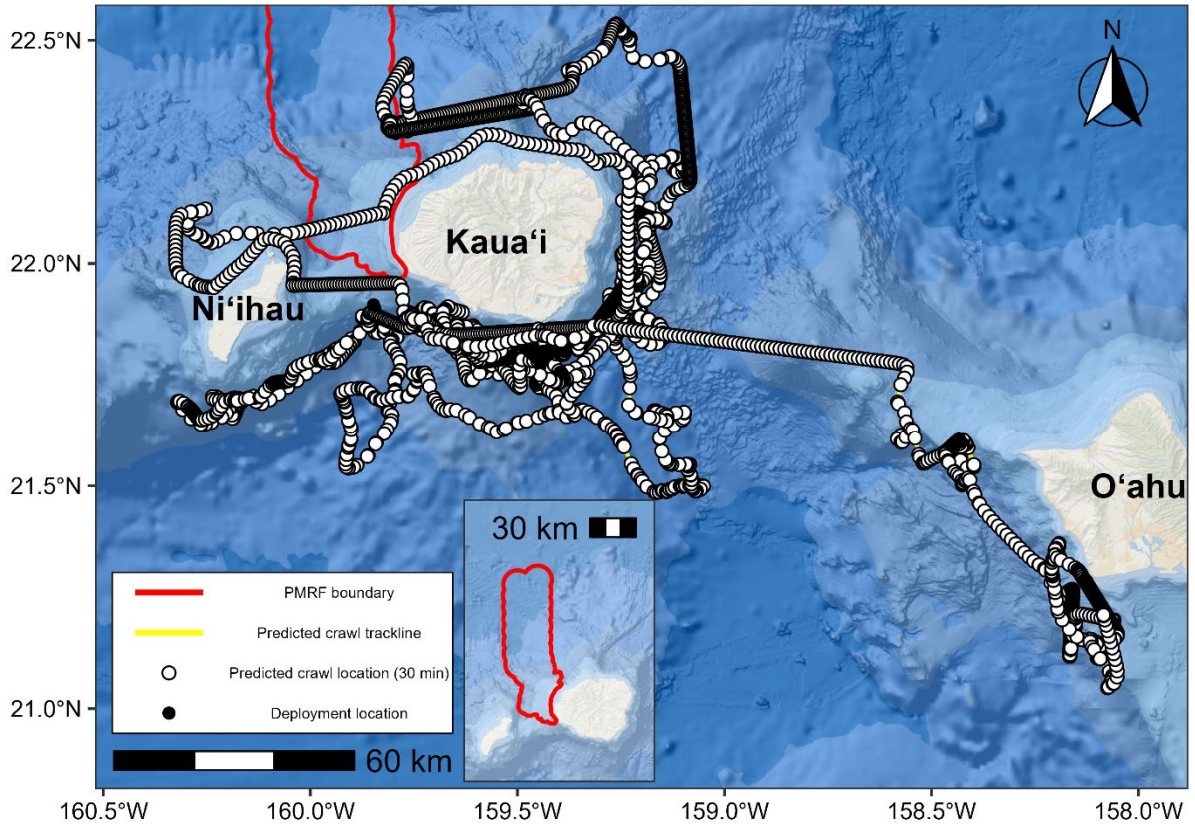 22.5°N
N
Kauaʻi
22.0°N
Niʻihau
21.5°N
Oʻahu
30 km
PMRF boundary
Predicted crawl trackline
Predicted crawl location (30 min)
Deployment location
21.0°N
60 km
160.5°W 160.0°W 159.5°W 159.0°W 158.5°W 158.0°W